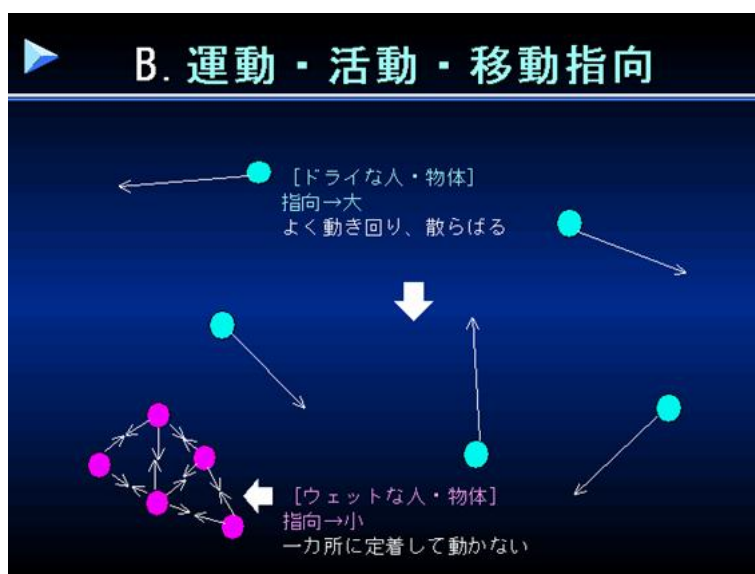 B. 運動・活動・移動指向
[ドライな人・物体]
指向→大
よく動き回り、散らばる
[ウェットな人・物体]
指向→小
一カ所に定着して動かない